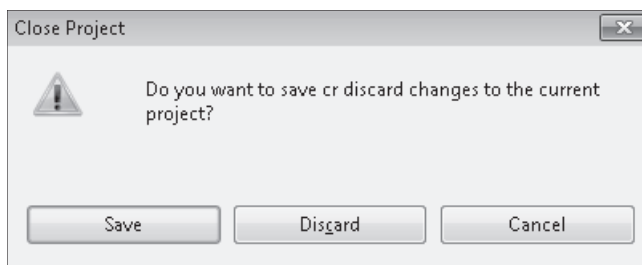 Close Project
Do you want to save cr discard changes to the current
project?
Save
Discard
Cancel